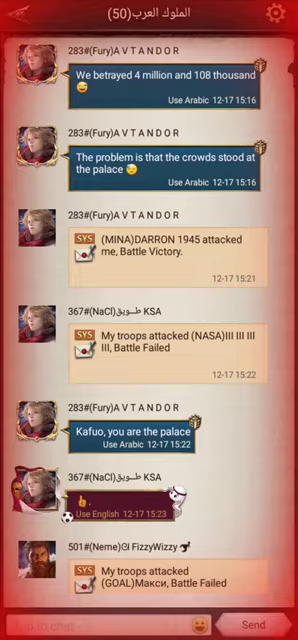 الملوك العرب(50)
283#(Fury)A V T A N D O R
We betrayed 4 million and 108 thousand
😅
Use Arabic 12-17 15:16
283#(Fury)A V T A N D O R
The problem is that the crowds stood at
the palace 😥
Use Arabic 12-17 15:16
283#(Fury)A V T A N D O R
SYS
(MINA)DARRON 1945 attacked
me, Battle Victory.
12-17 15:21
367#(NaCl)طــويق KSA
SYS
My troops attacked (NASA)III III III
III, Battle Failed
12-17 15:22
283#(Fury)A V T A N D O R
Kafuo, you are the palace
Use Arabic 12-17 15:22
367#(NaCl)طــويق KSA
👍.
Use English 12-17 15:23
501#(Neme) FizzyWizzy
SYS
My troops attacked
(GOAL)Макси, Battle Failed
Tap to chat
Send